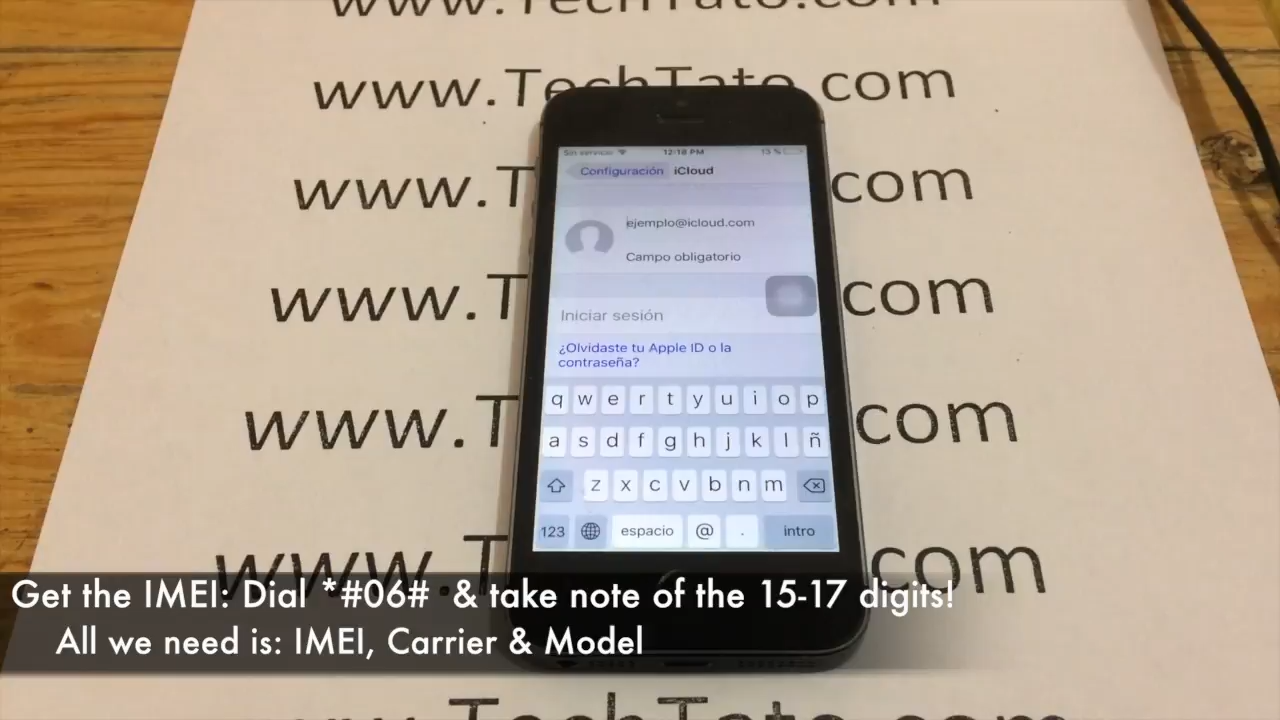 www.TechTato.com
www.TechTato.com
www.T com
www.T com
www.T com
www.T com
Sin servicio 12:18 PM 13 %
Configuración iCloud
ejemplo@icloud.com
Campo obligatorio
Iniciar sesión
¿Olvidaste tu Apple ID o la
contraseña?
q w e r t y u i o p
a s d f g h j k l ñ
z x c v b n m
123 espacio @ . intro
Get the IMEI: Dial *#06# & take note of the 15-17 digits!
All we need is: IMEI, Carrier & Model